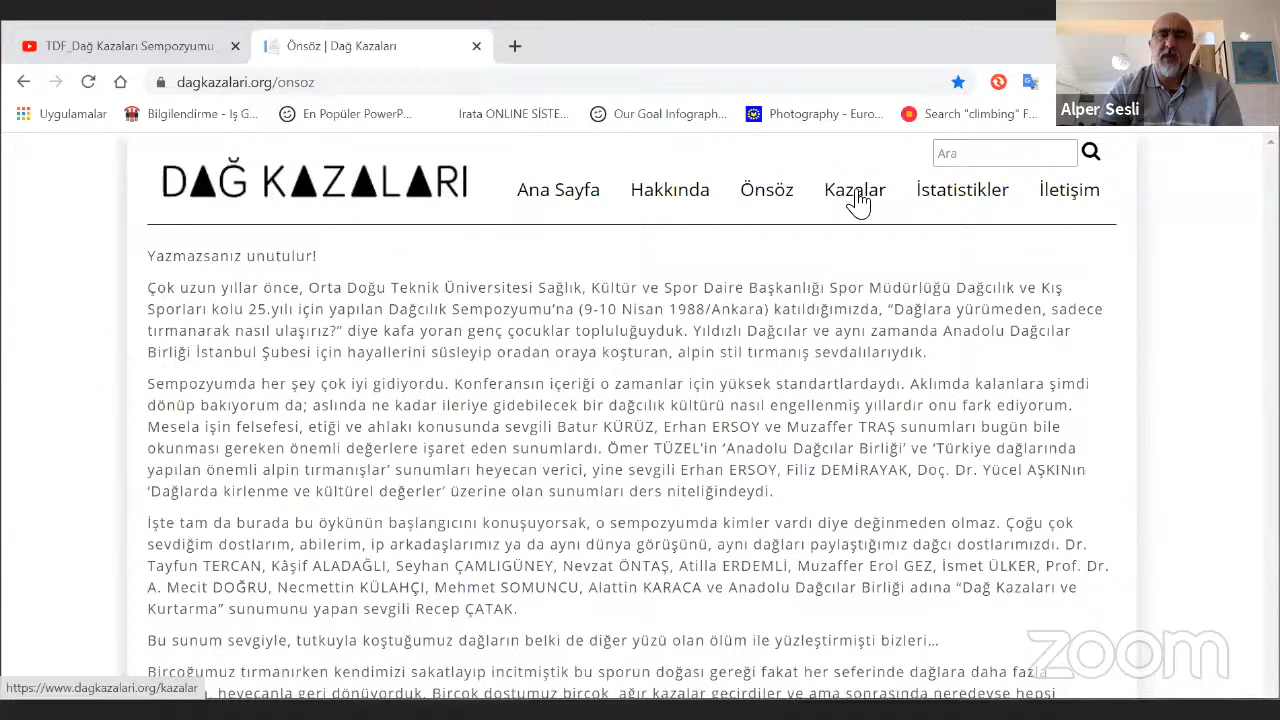 TDF_Dağ Kazaları Sempozyumu
Önsöz | Dağ Kazaları
dagkazalari.org/onsoz
Uygulamalar
Bilgilendirme - Iş G...
En Popüler PowerP...
Irata ONLINE SİSTE...
Our Goal Infograph...
Photography - Euro...
Search "climbing" F...
Alper Sesli
Ara
DAĞ KAZALARI
Ana Sayfa
Hakkında
Önsöz
Kazalar
İstatistikler
İletişim
Yazmazsanız unutulur!
Çok uzun yıllar önce, Orta Doğu Teknik Üniversitesi Sağlık, Kültür ve Spor Daire Başkanlığı Spor Müdürlüğü Dağcılık ve Kış
Sporları kolu 25.yılı için yapılan Dağcılık Sempozyumu’na (9-10 Nisan 1988/Ankara) katıldığımızda, “Dağlara yürümeden, sadece
tırmanarak nasıl ulaşırız?“ diye kafa yoran genç çocuklar topluluğuyduk. Yıldızlı Dağcılar ve aynı zamanda Anadolu Dağcılar
Birliği İstanbul Şubesi için hayallerini süsleyip oradan oraya koşturan, alpin stil tırmanış sevdalılarıydık.
Sempozyumda her şey çok iyi gidiyordu. Konferansın içeriği o zamanlar için yüksek standartlardaydı. Aklımda kalanlara şimdi
dönüp bakıyorum da; aslında ne kadar ileriye gidebilecek bir dağcılık kültürü nasıl engellenmiş yıllardır onu fark ediyorum.
Mesela işin felsefesi, etiği ve ahlakı konusunda sevgili Batur KÜRÜZ, Erhan ERSOY ve Muzaffer TRAŞ sunumları bugün bile
okunması gereken önemli değerlere işaret eden sunumlardı. Ömer TÜZEL’in ‘Anadolu Dağcılar Birliği’ ve ‘Türkiye dağlarında
yapılan önemli alpin tırmanışlar’ sunumları heyecan verici, yine sevgili Erhan ERSOY, Filiz DEMİRAYAK, Doç. Dr. Yücel AŞKINın
‘Dağlarda kirlenme ve kültürel değerler’ üzerine olan sunumları ders niteliğindeydi.
İşte tam da burada bu öykünün başlangıcını konuşuyorsak, o sempozyumda kimler vardı diye değinmeden olmaz. Çoğu çok
sevdiğim dostlarım, abilerim, ip arkadaşlarımız ya da aynı dünya görüşünü, aynı dağları paylaştığımız dağcı dostlarımızdı. Dr.
Tayfun TERCAN, Kâşif ALADAĞLI, Seyhan ÇAMLIGÜNEY, Nevzat ÖNTAŞ, Atilla ERDEMLİ, Muzaffer Erol GEZ, İsmet ÜLKER, Prof. Dr.
A. Mecit DOĞRU, Necmettin KÜLAHÇI, Mehmet SOMUNCU, Alattin KARACA ve Anadolu Dağcılar Birliği adına “Dağ Kazaları ve
Kurtarma” sunumunu yapan sevgili Recep ÇATAK.
Bu sunum sevgiyle, tutkuyla koştuğumuz dağların belki de diğer yüzü olan ölüm ile yüzleştirmişti bizleri…
Birçoğumuz tırmanırken kendimizi sakatlayıp incitmiştik bu sporun doğası gereği fakat her seferinde dağlara daha fazla
heyecanla geri dönüyorduk. Birçok dostumuz birçok ağır kazalar geçirdiler ve ama sonrasında neredeyse hepsi
https://www.dagkazalari.org/kazalar
zoom